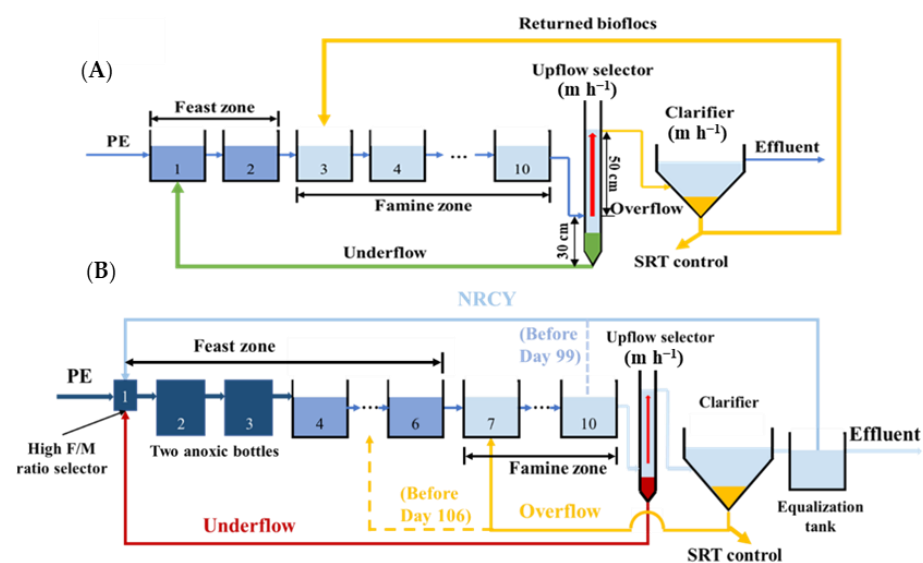 Returned bioflocs
(A)
Upflow selector
(m h⁻¹)
Feast zone
Clarifier
(m h⁻¹)
PE
Effluent
1
2
3
4
...
10
50 cm
Famine zone
Overflow
30 cm
Underflow
SRT control
(B)
NRCY
(Before
Day 99)
Upflow selector
(m h⁻¹)
Feast zone
PE
Clarifier
Effluent
1
2
3
4
6
7
10
High F/M
ratio selector
Two anoxic bottles
Famine zone
(Before
Day 106)
Equalization
tank
Underflow
Overflow
SRT control